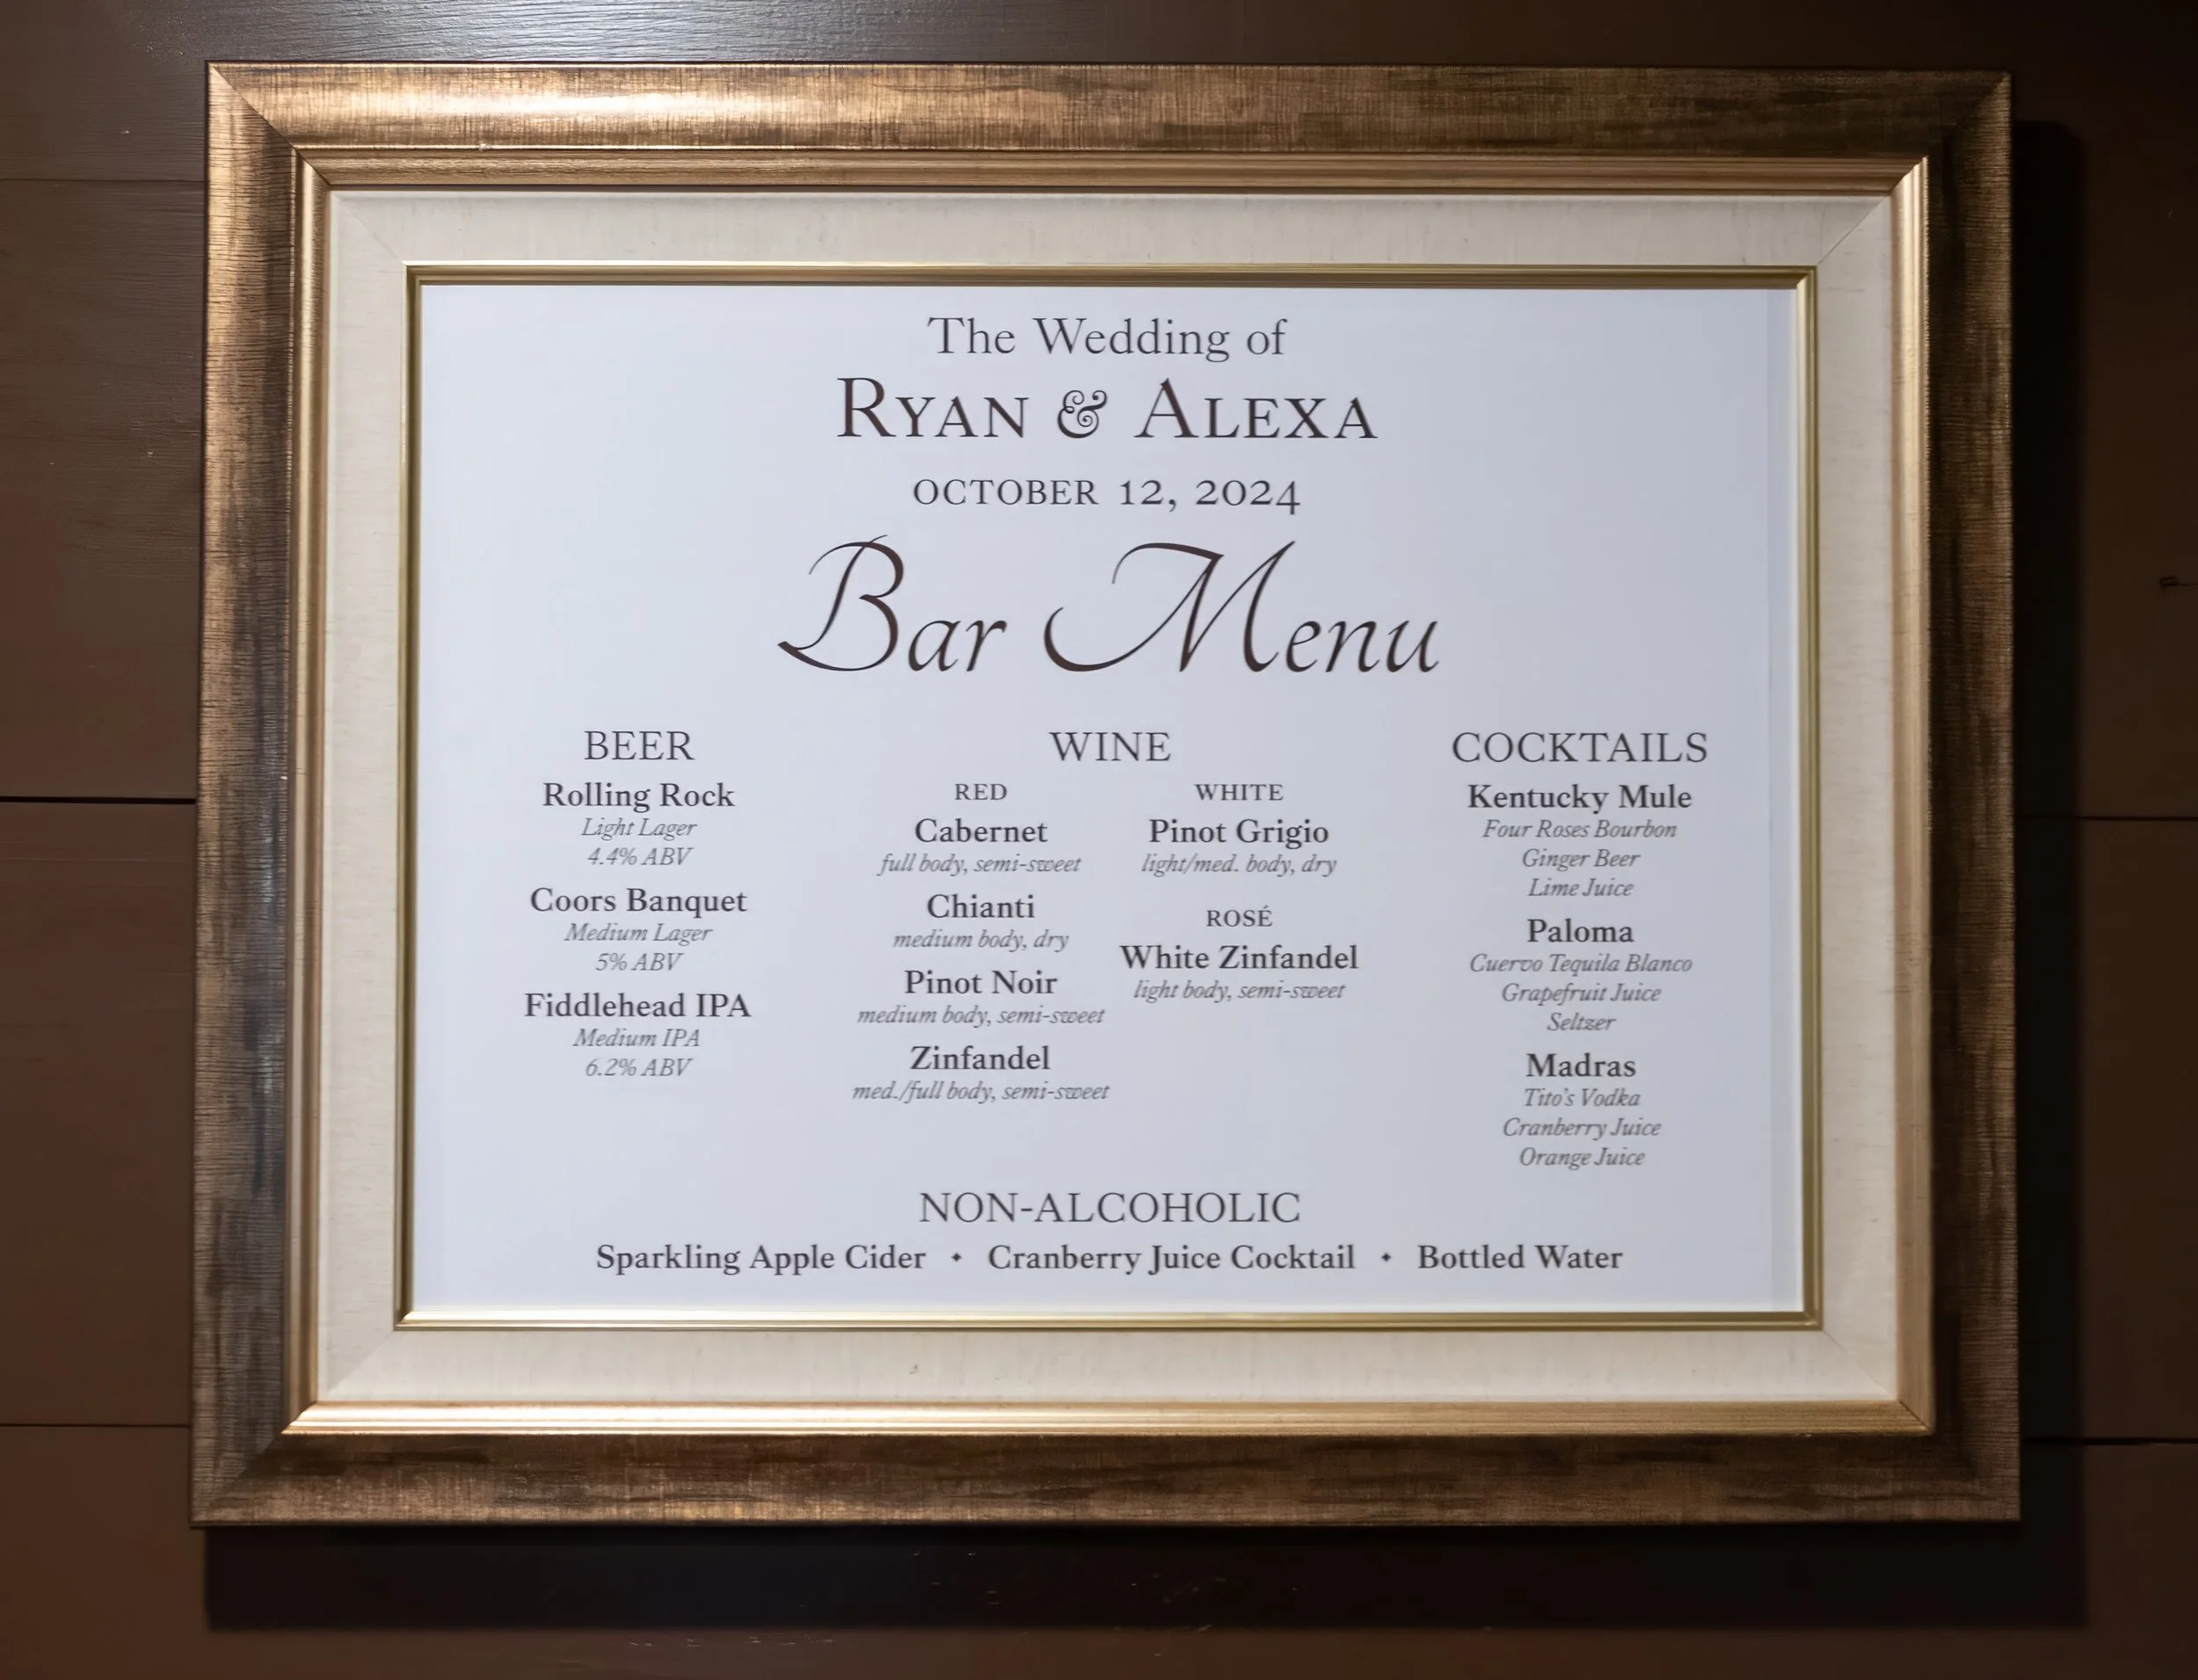 The Wedding of
RYAN & ALEXA
OCTOBER 12, 2024
Bar Menu
BEER
Rolling Rock
Light Lager
4.4% ABV
Coors Banquet
Medium Lager
5% ABV
Fiddlehead IPA
Medium IPA
6.2% ABV
WINE
RED
Cabernet
full body, semi-sweet
Chianti
medium body, dry
Pinot Noir
medium body, semi-sweet
Zinfandel
med./full body, semi-sweet
WHITE
Pinot Grigio
light/med. body, dry
ROSÉ
White Zinfandel
light body, semi-sweet
COCKTAILS
Kentucky Mule
Four Roses Bourbon
Ginger Beer
Lime Juice
Paloma
Cuervo Tequila Blanco
Grapefruit Juice
Seltzer
Madras
Tito's Vodka
Cranberry Juice
Orange Juice
NON-ALCOHOLIC
Sparkling Apple Cider • Cranberry Juice Cocktail • Bottled Water